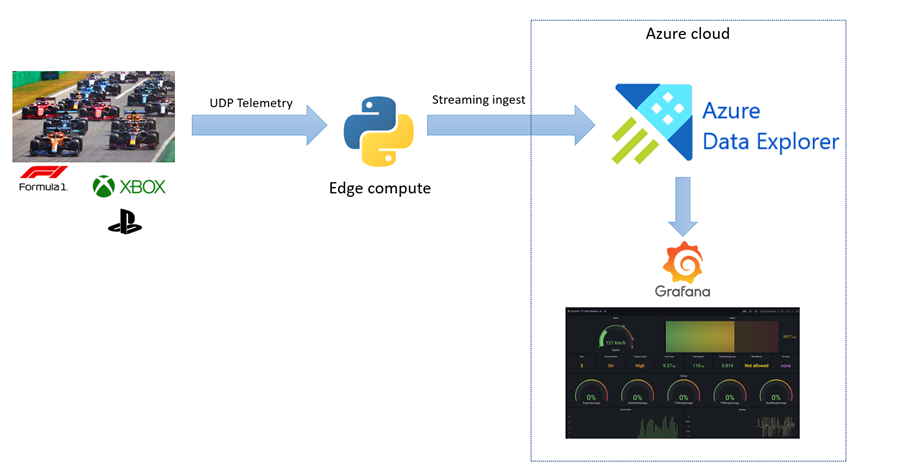 Azure cloud
UDP Telemetry
Streaming ingest
Azure
Data Explorer
Formula 1
XBOX
Edge compute
Grafana
121 km/h
3
On
High
9.27
110
0.814
Not allowed
none
0%
0%
0%
0%
0%